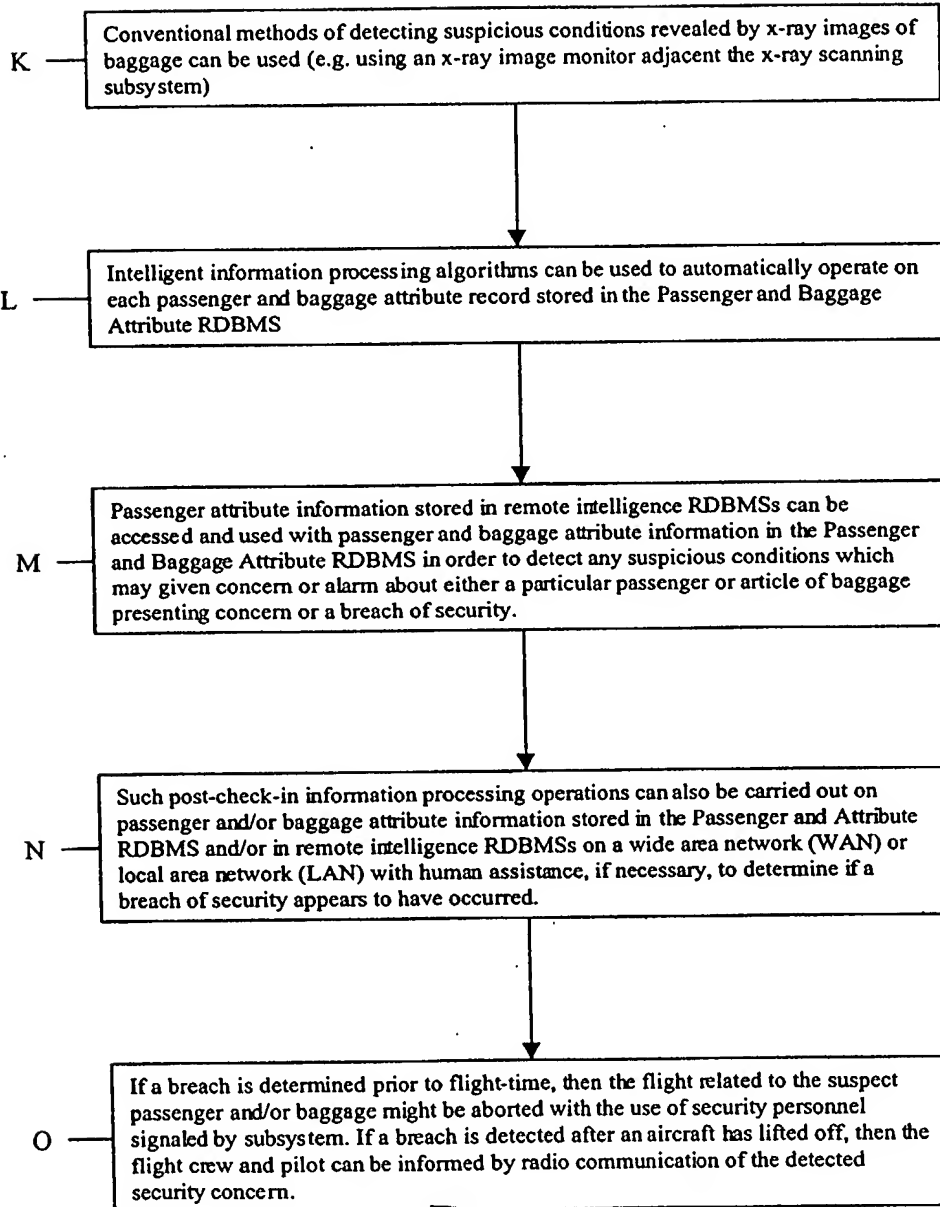 Conventional methods of detecting suspicious conditions revealed by x-ray images of
K
baggage can be used (e.g. using an x-ray image monitor adjacent the x-ray scanning
subsystem)
Intelligent information processing algorithms can be used to automatically operate on
L
each passenger and baggage attribute record stored in the Passenger and Baggage
Attribute RDBMS
Passenger attribute information stored in remote intelligence RDBMSs can be
accessed and used with passenger and baggage attribute information in the Passenger
M
and Baggage Attribute RDBMS in order to detect any suspicious conditions which
may given concern or alarm about either a particular passenger or article of baggage
presenting concern or a breach of security.
Such post-check-in information processing operations can also be carried out on
passenger and/or baggage attribute information stored in the Passenger and Attribute
N
RDBMS and/or in remote intelligence RDBMSs on a wide area network (WAN) or
local area network (LAN) with human assistance, if necessary, to determine if a
breach of security appears to have occurred.
If a breach is determined prior to flight-time, then the flight related to the suspect
passenger and/or baggage might be aborted with the use of security personnel
O
signaled by subsystem. If a breach is detected after an aircraft has lifted off, then the
flight crew and pilot can be informed by radio communication of the detected
security concern.